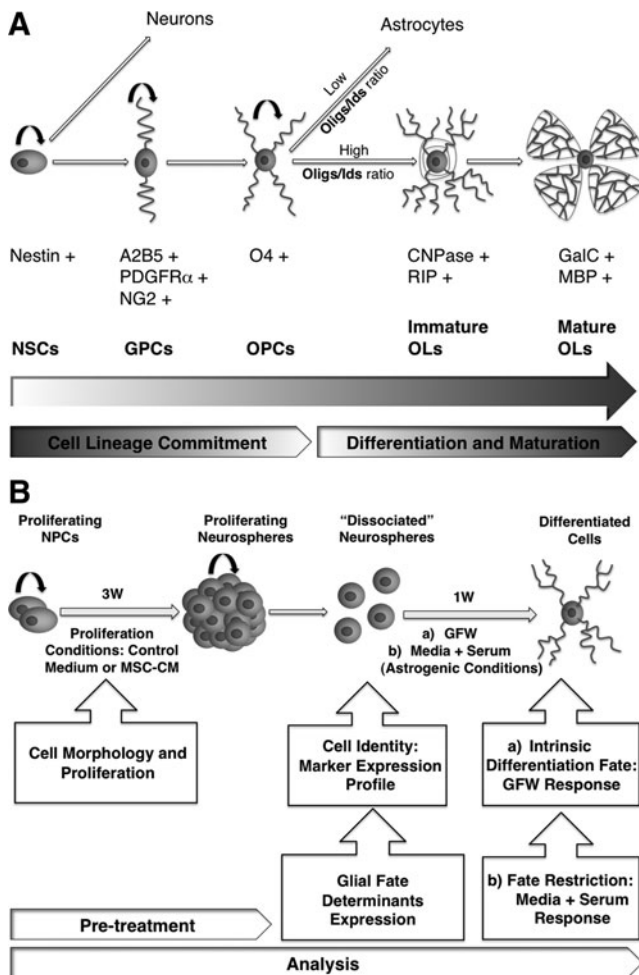 A
Neurons
Astrocytes
Low
Oligs/Ids ratio
High
Oligs/Ids ratio
Nestin +
A2B5 +
PDGFRα +
NG2 +
O4 +
CNPase +
RIP +
GalC +
MBP +
NSCs
GPCs
OPCs
Immature
OLs
Mature
OLs
Cell Lineage Commitment
Differentiation and Maturation
B
Proliferating
NPCs
Proliferating
Neurospheres
“Dissociated”
Neurospheres
Differentiated
Cells
3W
Proliferation
Conditions: Control
Medium or MSC-CM
1W
a) GFW
b) Media + Serum
(Astrogenic Conditions)
Cell Morphology and
Proliferation
Cell Identity:
Marker Expression
Profile
a) Intrinsic
Differentiation Fate:
GFW Response
Glial Fate
Determinants
Expression
b) Fate Restriction:
Media + Serum
Response
Pre-treatment
Analysis